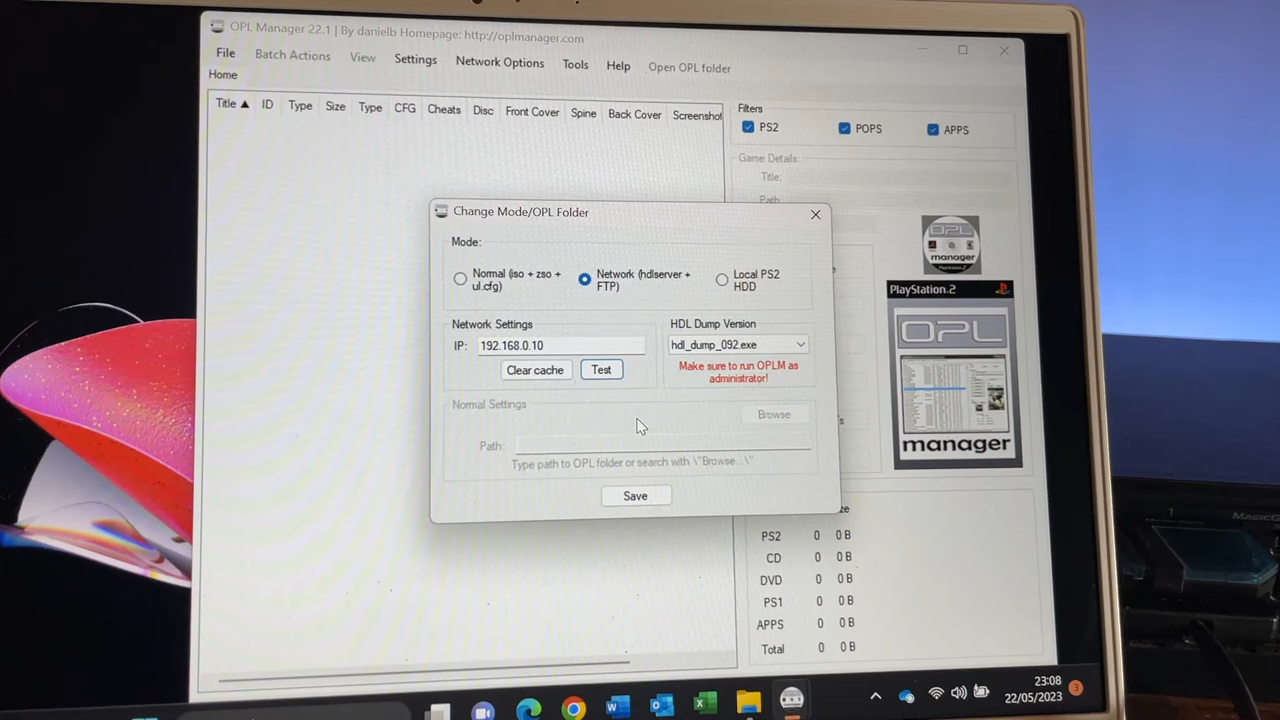 OPL Manager 22.1 | By danielb Homepage: http://oplmanager.com
File Batch Actions View Settings Network Options Tools Help Open OPL folder
Home
Title ▲ ID Type Size Type CFG Cheats Disc Front Cover Spine Back Cover Screenshot
Filters
PS2 POPS APPS
Game Details:
Title:
Path
OPL
manager
PlayStation.2
OPL
manager
Change Mode/OPL Folder
Mode:
Normal (iso + zso +
ul.cfg)
Network (hdlserver +
FTP)
Local PS2
HDD
Network Settings
IP: 192.168.0.10
Clear cache Test
HDL Dump Version
hdl_dump_092.exe
Make sure to run OPLM as
administrator!
Normal Settings
Browse
Path:
Type path to OPL folder or search with \"Browse...\"
Save
PS2 0 0 B
CD 0 0 B
DVD 0 0 B
PS1 0 0 B
APPS 0 0 B
Total 0 0 B
23:08
22/05/2023
3